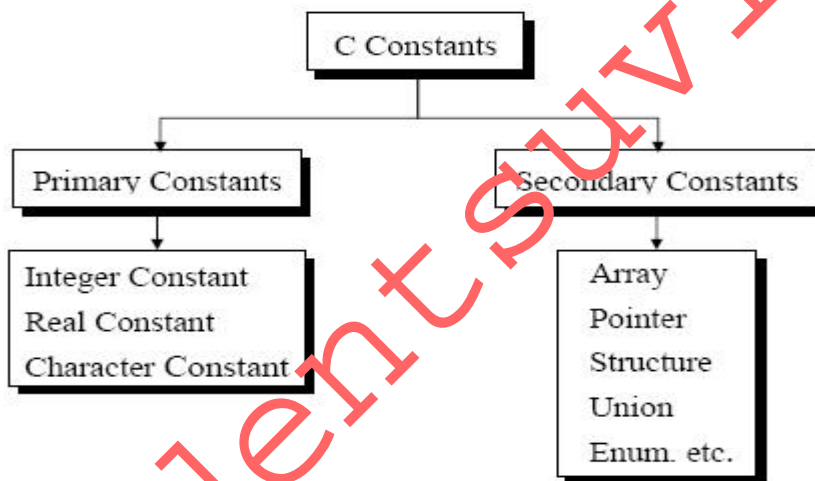 C Constants
Primary Constants
Secondary Constants
Integer Constant
Real Constant
Character Constant
Array
Pointer
Structure
Union
Enum. etc.